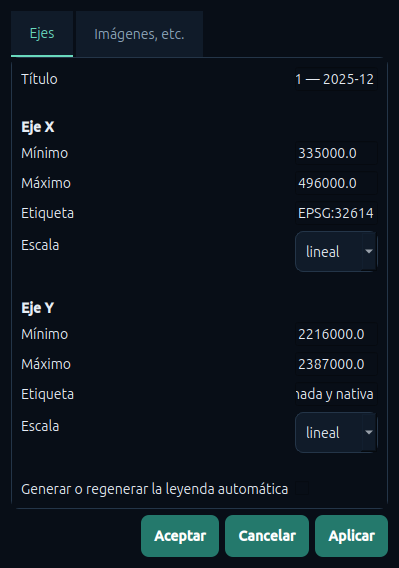 Ejes Imágenes, etc.
Título 1 — 2025-12
Eje X
Mínimo 335000.0
Máximo 496000.0
Etiqueta EPSG:32614
Escala lineal
Eje Y
Mínimo 2216000.0
Máximo 2387000.0
Etiqueta y nativa
Escala lineal
Generar o regenerar la leyenda automática
Aceptar Cancelar Aplicar